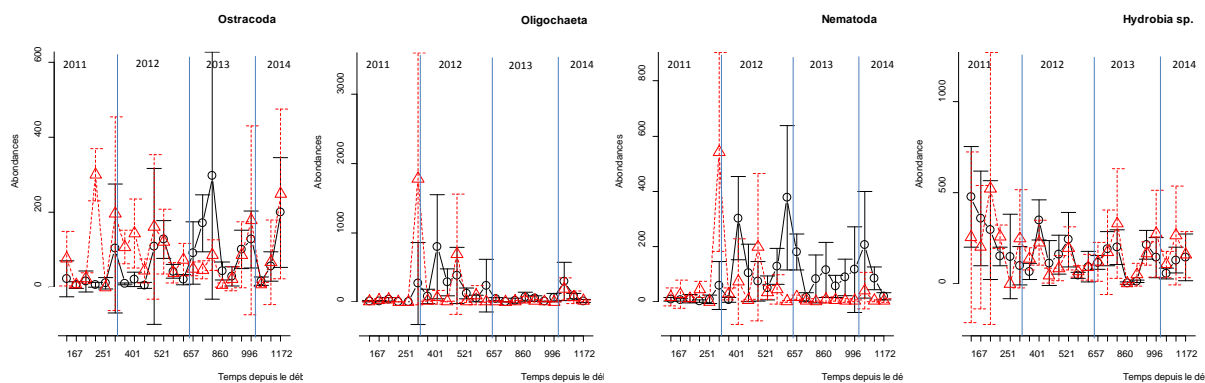 Ostracoda
Abondances
0 200 400 600
2011 2012 2013 2014
167 251 401 521 657 860 996 1172
Temps depuis le déb
Oligochaeta
Abondances
0 1000 2000 3000
2011 2012 2013 2014
167 251 401 521 657 860 996 1172
Temps depuis le déb
Nematoda
Abondances
0 200 400 600 800
2011 2012 2013 2014
167 251 401 521 657 860 996 1172
Temps depuis le déb
Hydrobia sp.
Abondance
0 500 1000
2011 2012 2013 2014
167 251 401 521 657 860 996 1172
Temps depuis le dé